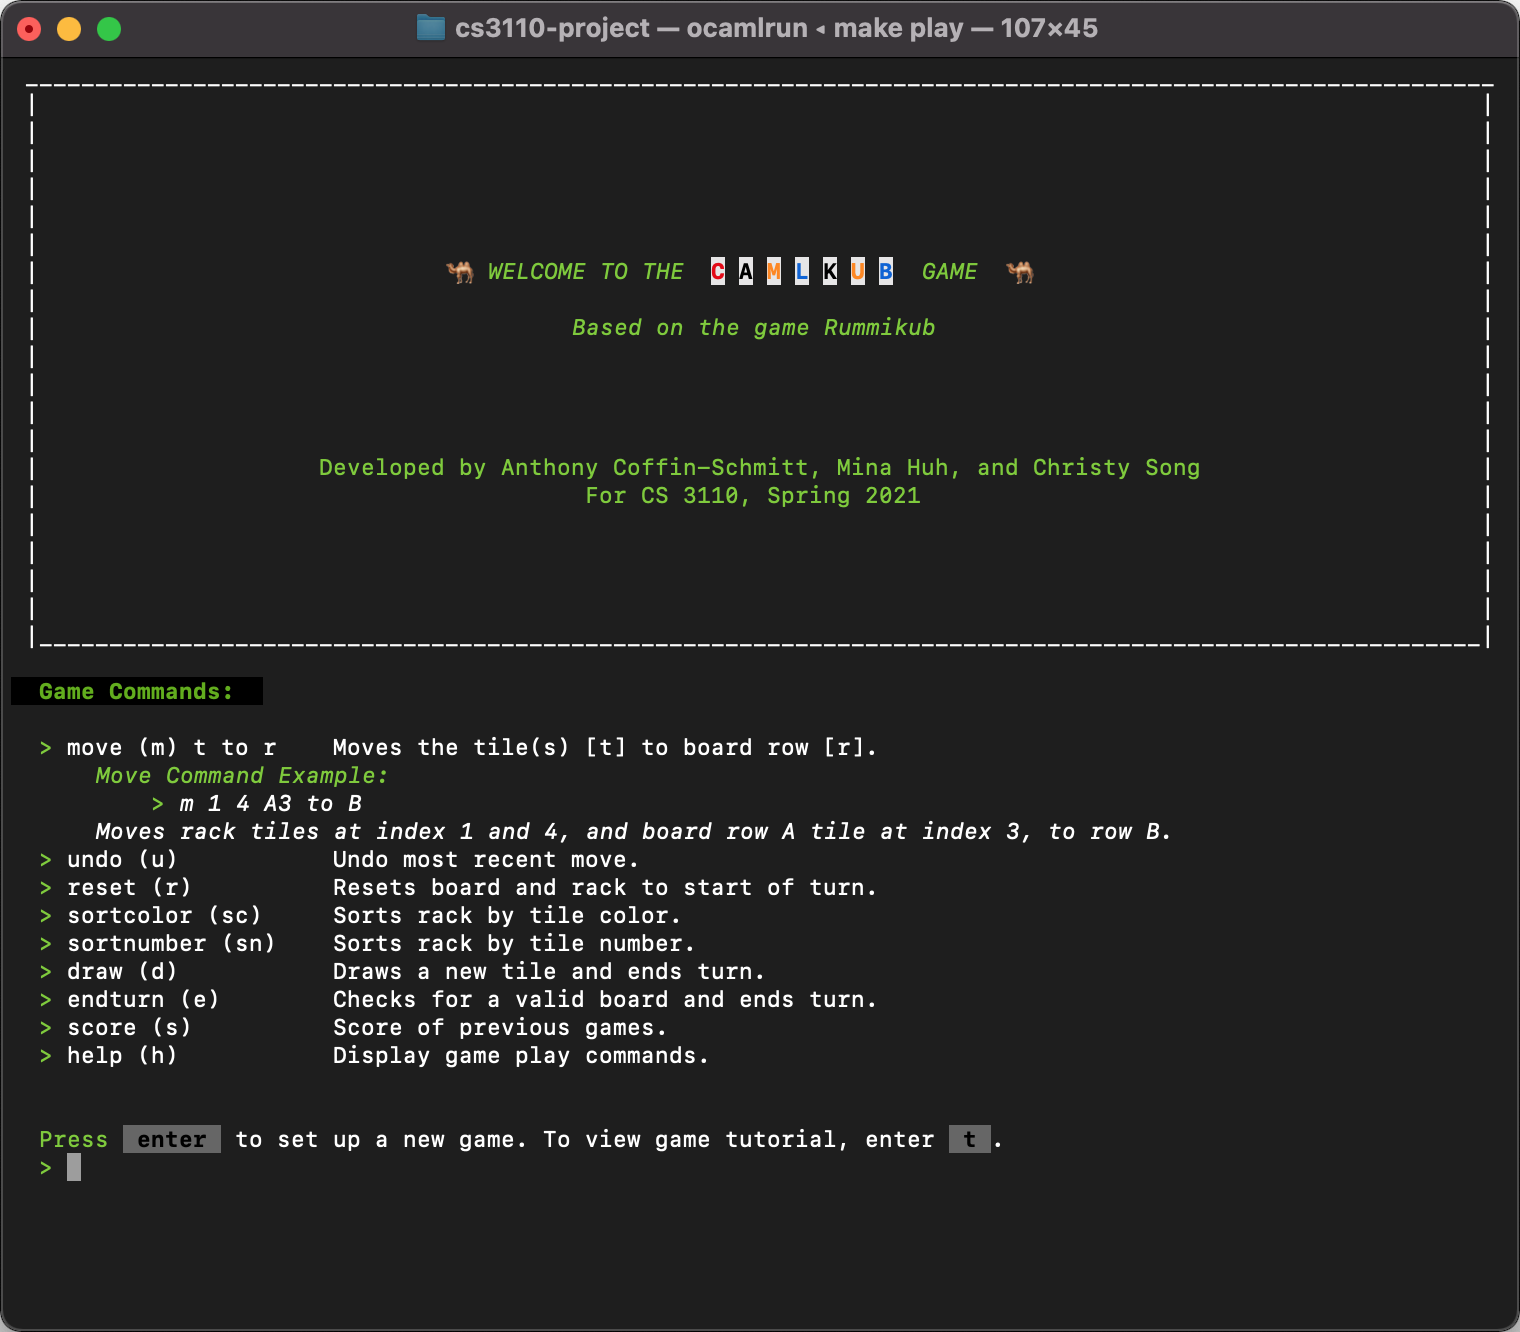 cs3110-project — ocamlrun ◂ make play — 107×45
🐫 WELCOME TO THE C A M L K U B GAME 🐫
Based on the game Rummikub
Developed by Anthony Coffin-Schmitt, Mina Huh, and Christy Song
For CS 3110, Spring 2021
Game Commands:
> move (m) t to r    Moves the tile(s) [t] to board row [r].
Move Command Example:
> m 1 4 A3 to B
Moves rack tiles at index 1 and 4, and board row A tile at index 3, to row B.
> undo (u)           Undo most recent move.
> reset (r)          Resets board and rack to start of turn.
> sortcolor (sc)     Sorts rack by tile color.
> sortnumber (sn)    Sorts rack by tile number.
> draw (d)           Draws a new tile and ends turn.
> endturn (e)        Checks for a valid board and ends turn.
> score (s)          Score of previous games.
> help (h)           Display game play commands.
Press enter to set up a new game. To view game tutorial, enter t .
>